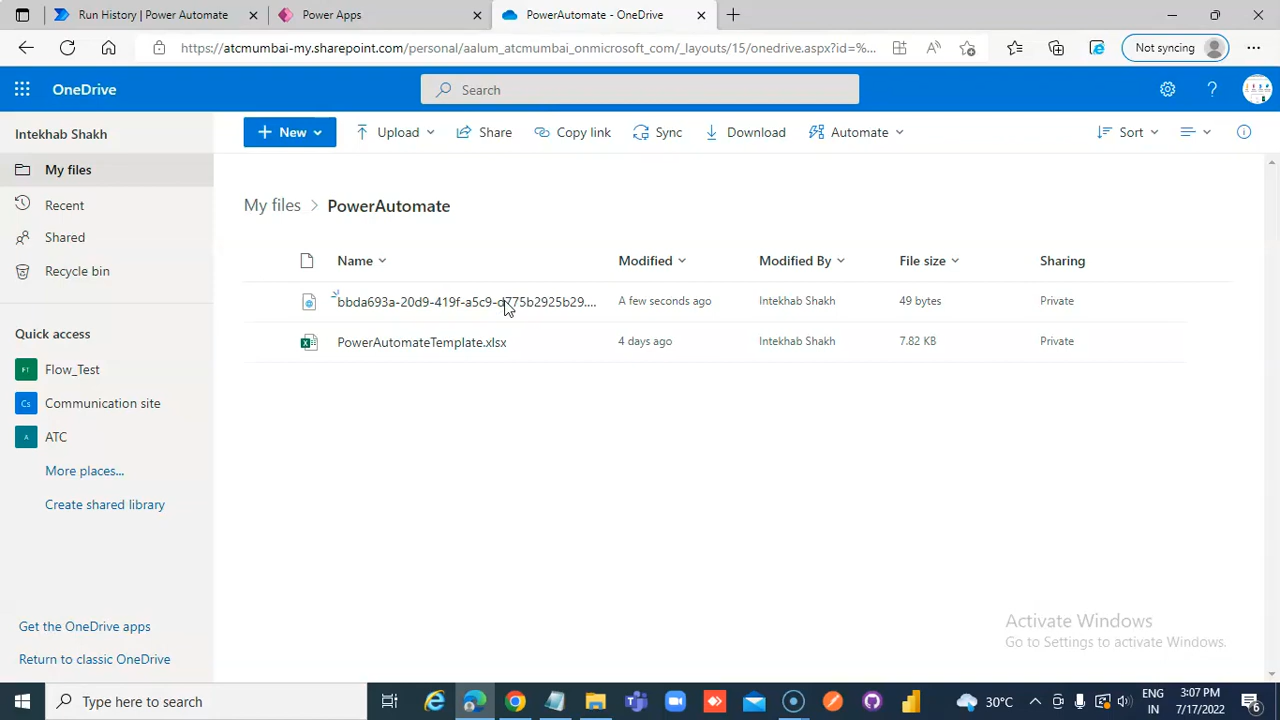 Run History | Power Automate
Power Apps
PowerAutomate - OneDrive
https://atcmumbai-my.sharepoint.com/personal/aalum_atcmumbai_onmicrosoft_com/_layouts/15/onedrive.aspx?id=%...
Not syncing
OneDrive
Search
Intekhab Shakh
New
Upload
Share
Copy link
Sync
Download
Automate
Sort
My files
Recent
Shared
Recycle bin
Quick access
FT Flow_Test
Cs Communication site
A ATC
More places...
Create shared library
Get the OneDrive apps
Return to classic OneDrive
My files > PowerAutomate
Name Modified Modified By File size Sharing
bbda693a-20d9-419f-a5c9-d775b2925b29.... A few seconds ago Intekhab Shakh 49 bytes Private
PowerAutomateTemplate.xlsx 4 days ago Intekhab Shakh 7.82 KB Private
Activate Windows
Go to Settings to activate Windows.
Type here to search
30°C
ENG
IN
3:07 PM
7/17/2022
6